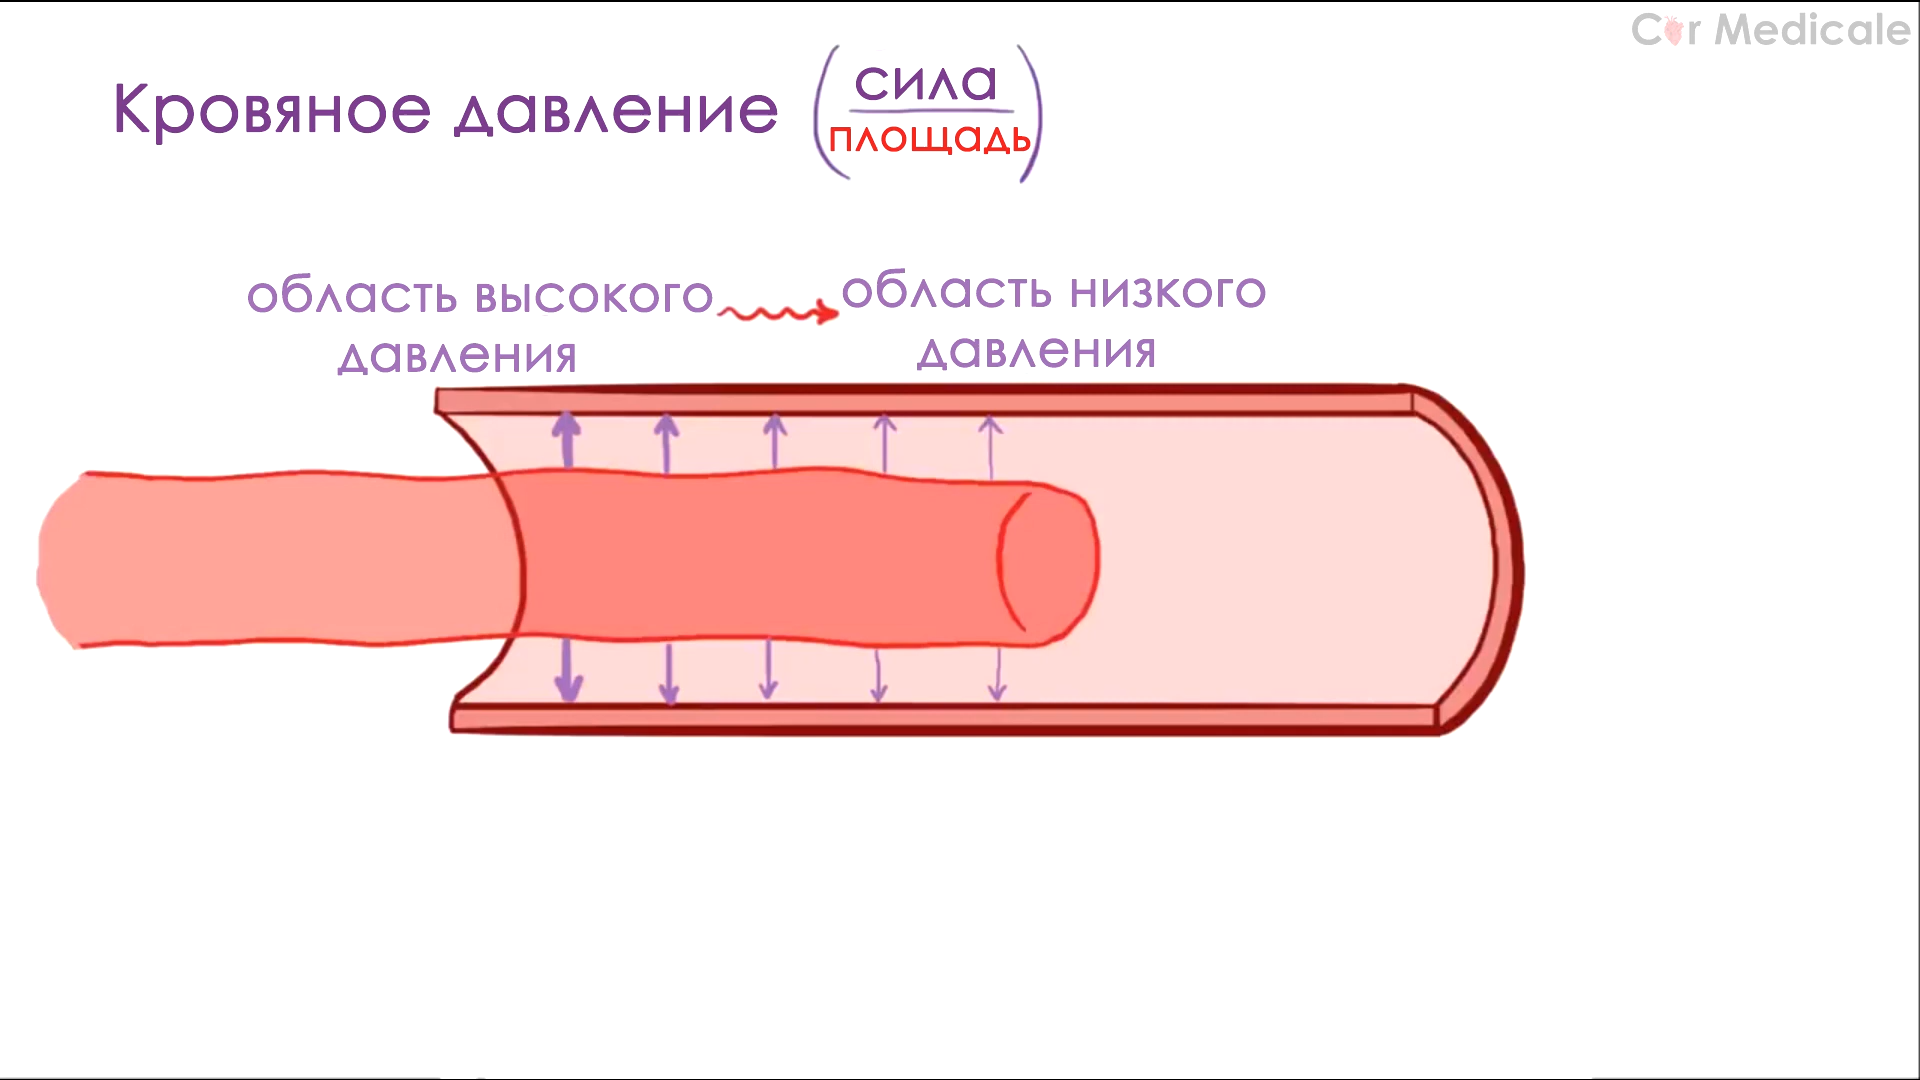 Cor Medicale
Кровяное давление
сила
площадь
область высокого
давления
область низкого
давления